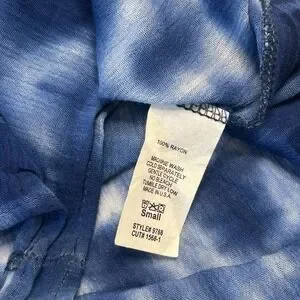 100% RAYON
MACHINE WASH
COLD SEPARATELY
GENTLE CYCLE
NO BLEACH
TUMBLE DRY LOW
MADE IN U.S.A.
Small
STYLE# 9768
CUT# 1568-1